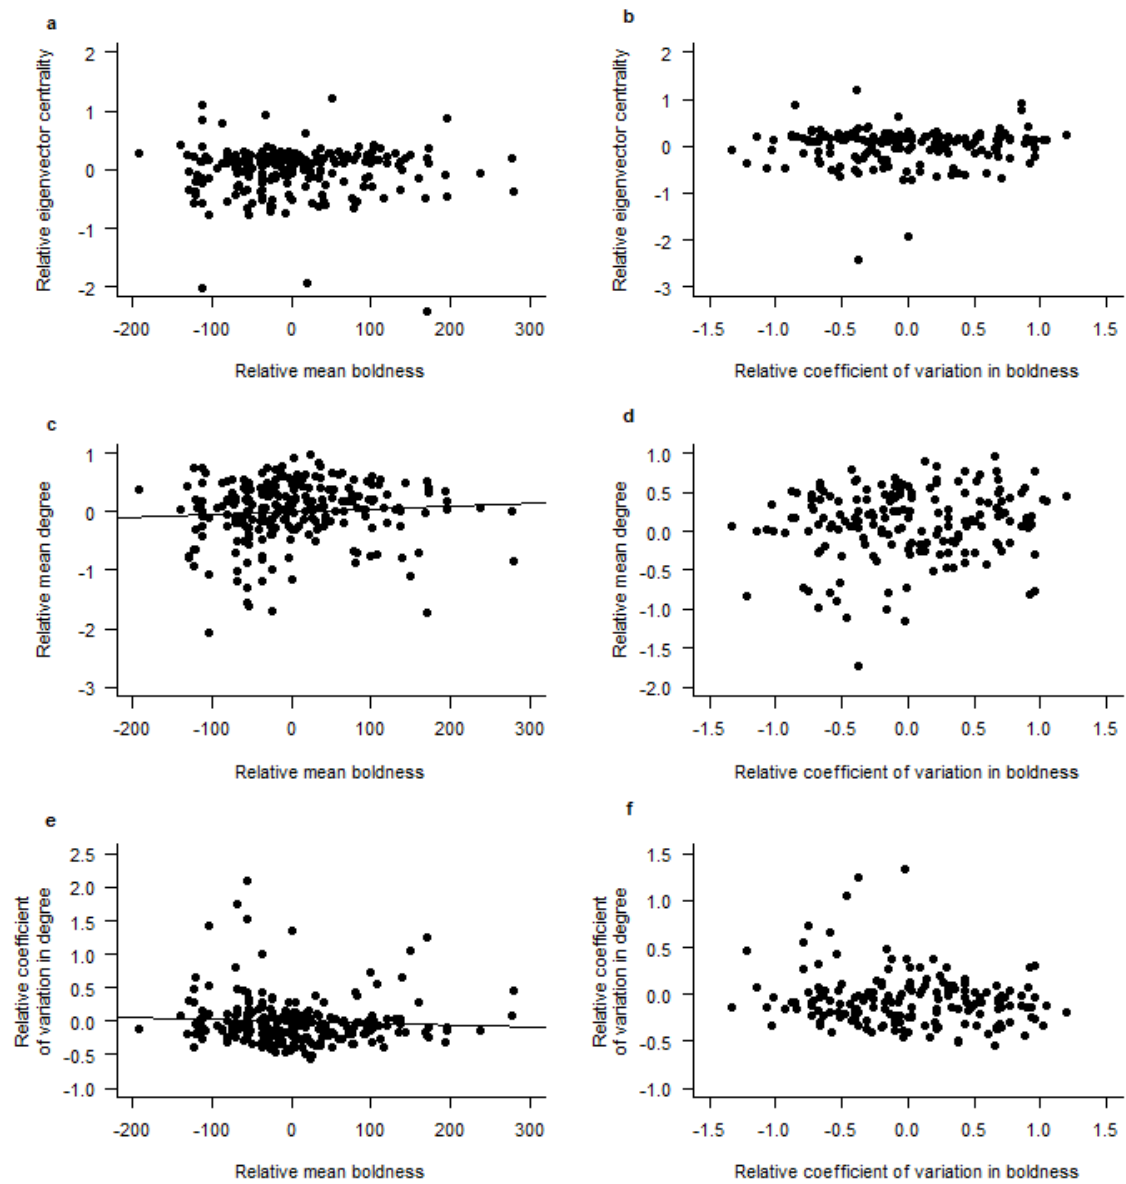 a
2
1
0
-1
-2
Relative eigenvector centrality
-200 -100 0 100 200 300
Relative mean boldness
b
2
1
0
-1
-2
-3
Relative eigenvector centrality
-1.5 -1.0 -0.5 0.0 0.5 1.0 1.5
Relative coefficient of variation in boldness
c
1
0
-1
-2
-3
Relative mean degree
-200 -100 0 100 200 300
Relative mean boldness
d
1.0
0.5
0.0
-0.5
-1.0
-1.5
-2.0
Relative mean degree
-1.5 -1.0 -0.5 0.0 0.5 1.0 1.5
Relative coefficient of variation in boldness
e
2.5
2.0
1.5
1.0
0.5
0.0
-0.5
-1.0
Relative coefficient
of variation in degree
-200 -100 0 100 200 300
Relative mean boldness
f
1.5
1.0
0.5
0.0
-0.5
-1.0
Relative coefficient
of variation in degree
-1.5 -1.0 -0.5 0.0 0.5 1.0 1.5
Relative coefficient of variation in boldness